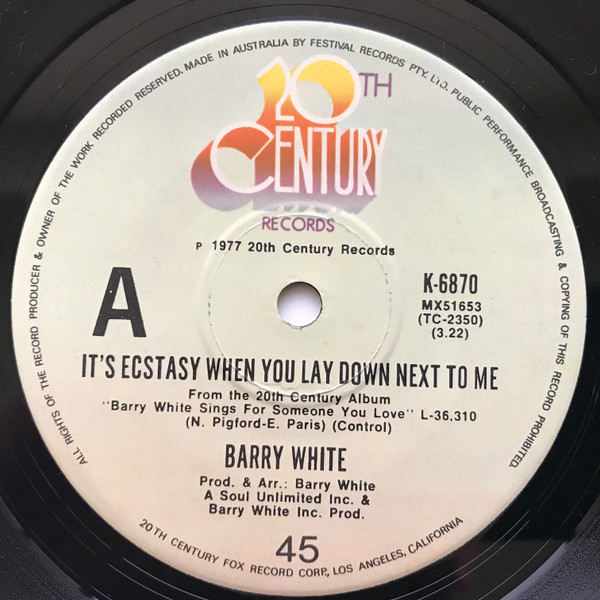 ALL RIGHTS OF THE RECORD PRODUCER & OWNER OF THE WORK RECORDED RESERVED. MADE IN AUSTRALIA BY FESTIVAL RECORDS PTY. LTD. PUBLIC PERFORMANCE BROADCASTING & COPYING OF THIS RECORD PROHIBITED.
20TH
CENTURY
RECORDS
P 1977 20th Century Records
A
K-6870
MX51653
(TC-2350)
(3.22)
IT'S ECSTASY WHEN YOU LAY DOWN NEXT TO ME
From the 20th Century Album
"Barry White Sings For Someone You Love" L-36,310
(N. Pigford-E. Paris) (Control)
BARRY WHITE
Prod. & Arr.: Barry White
A Soul Unlimited Inc. &
Barry White Inc. Prod.
45
20TH CENTURY FOX RECORD CORP., LOS ANGELES, CALIFORNIA